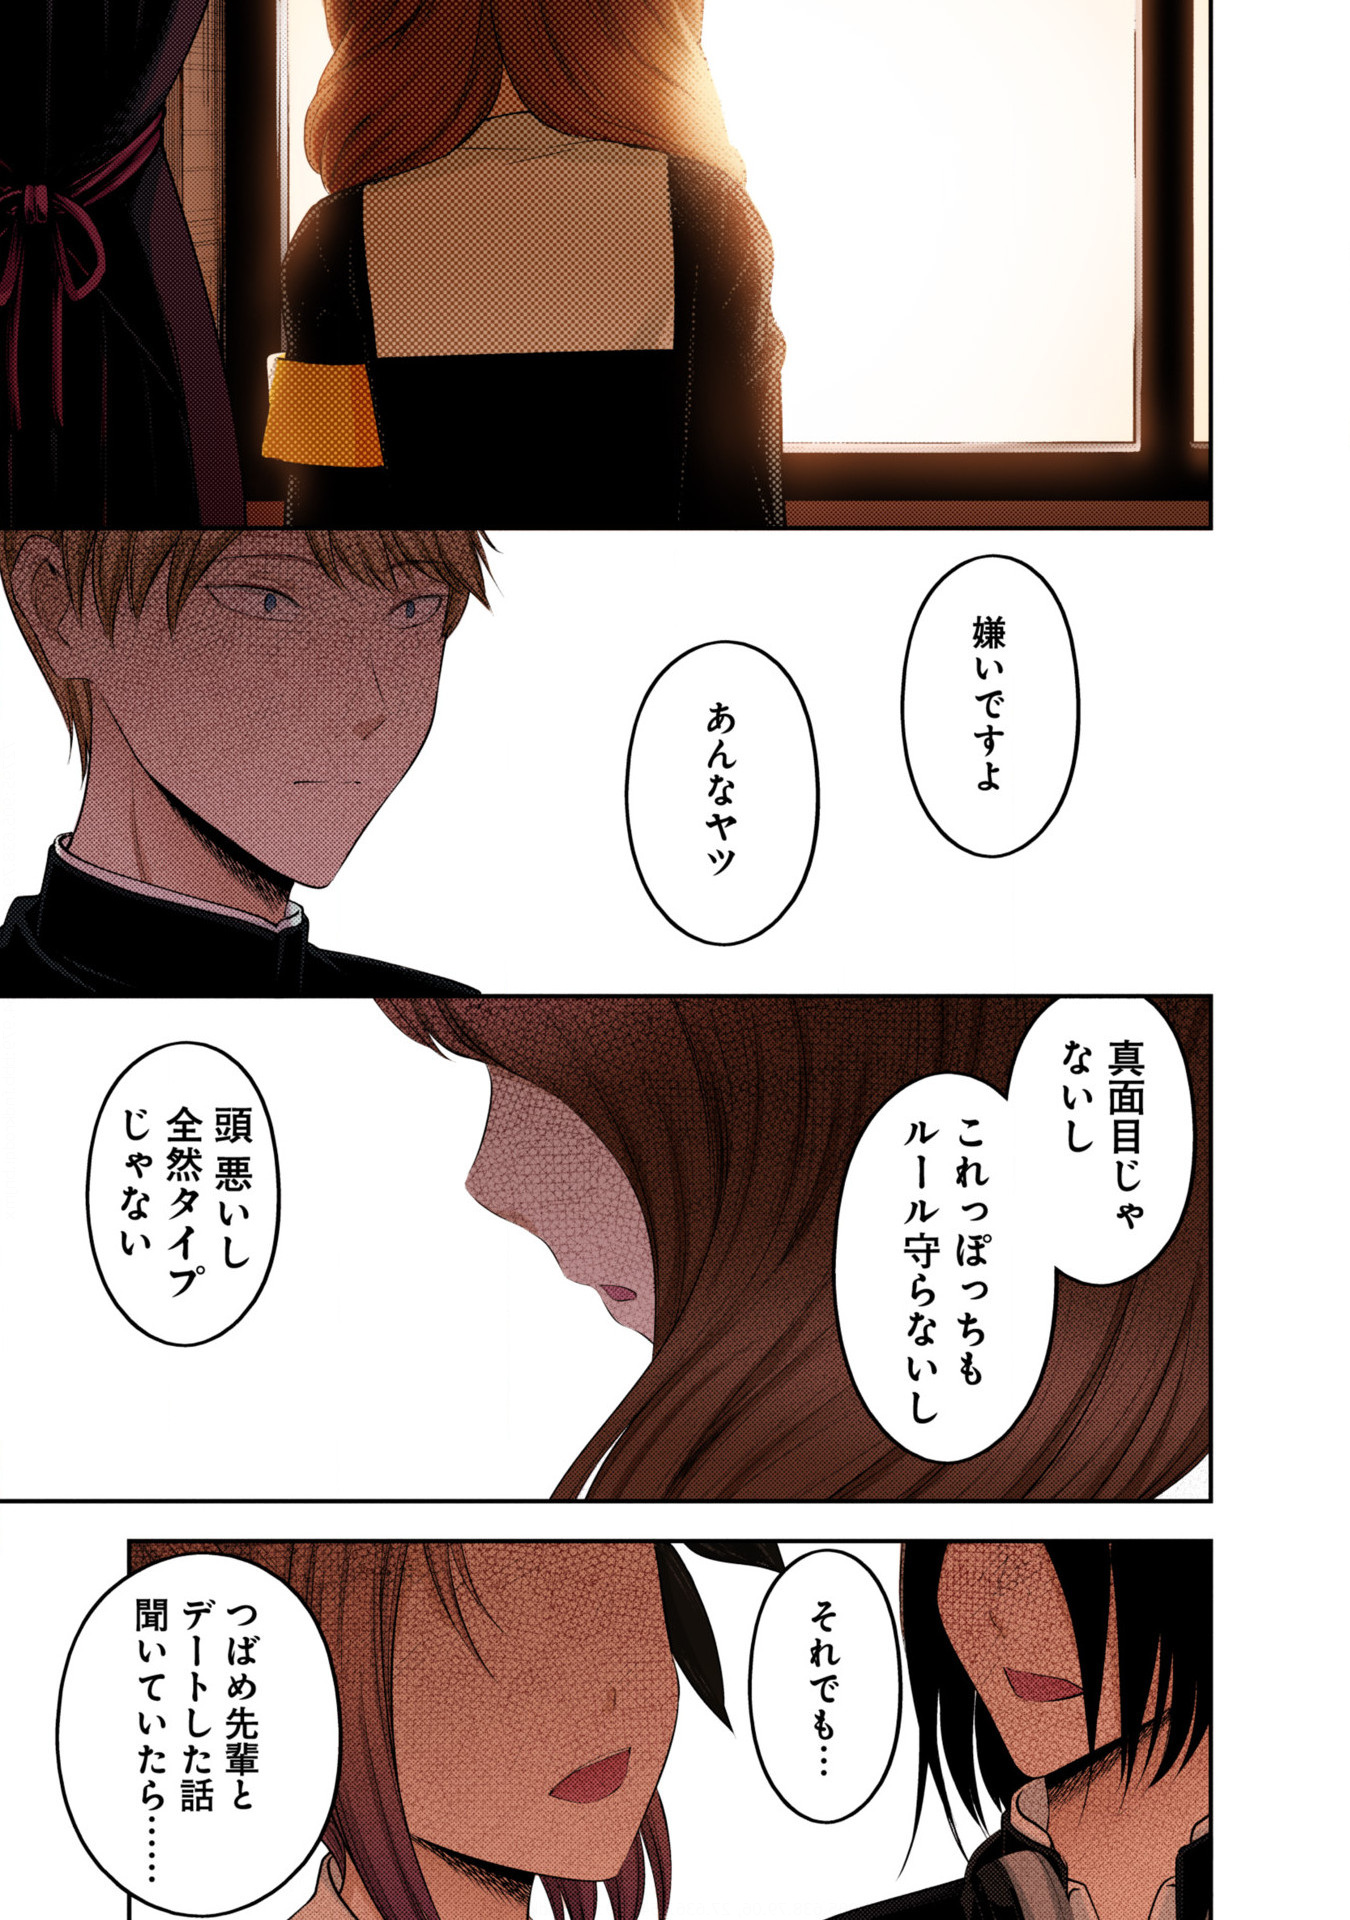 嫌いですよ
あんなヤツ
真面目じゃ
ないし
これっぽっちも
ルール守らないし
頭悪いし
全然タイプ
じゃない
それでも…
つばめ先輩と
デートした話
聞いていたら……